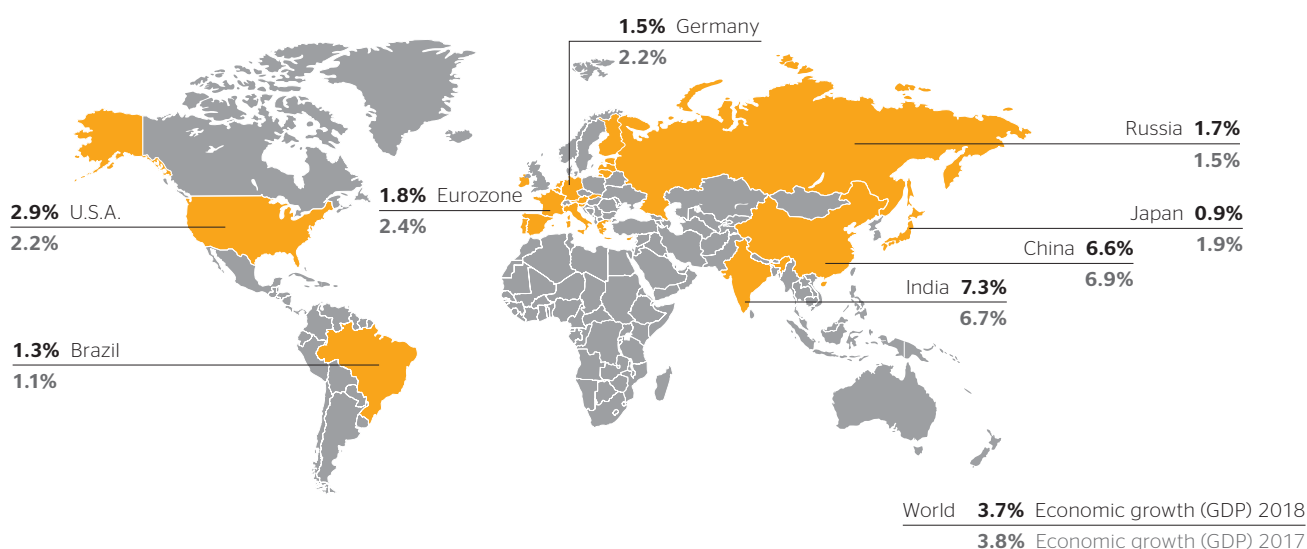 1.5% Germany
2.2%
Russia 1.7%
1.5%
1.8% Eurozone
2.4%
2.9% U.S.A.
2.2%
Japan 0.9%
1.9%
China 6.6%
6.9%
India 7.3%
6.7%
1.3% Brazil
1.1%
World 3.7% Economic growth (GDP) 2018
3.8% Economic growth (GDP) 2017